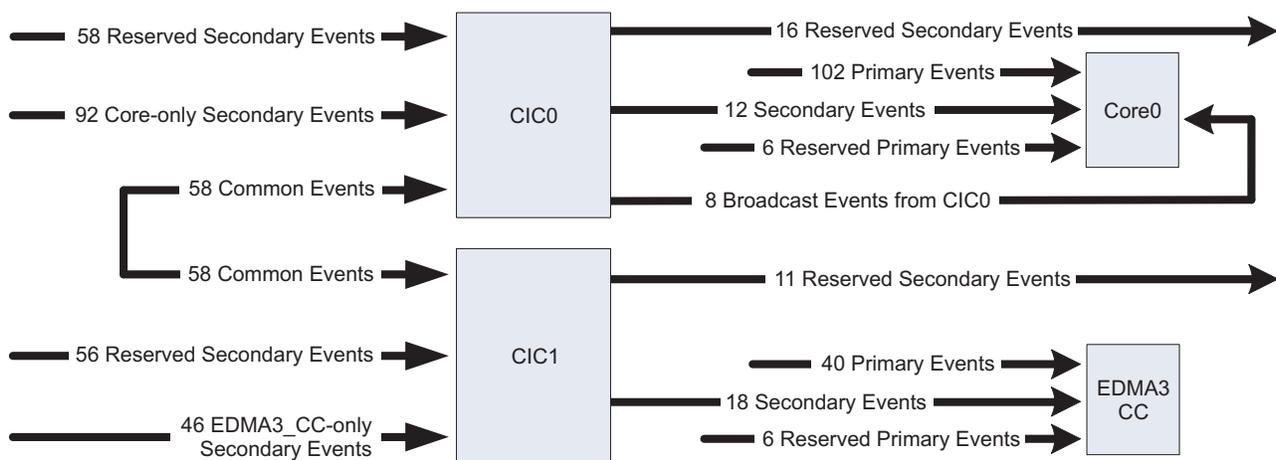 58 Reserved Secondary Events
16 Reserved Secondary Events
102 Primary Events
92 Core-only Secondary Events
CIC0
12 Secondary Events
Core0
6 Reserved Primary Events
58 Common Events
8 Broadcast Events from CIC0
58 Common Events
11 Reserved Secondary Events
56 Reserved Secondary Events
CIC1
40 Primary Events
18 Secondary Events
EDMA3
CC
46 EDMA3_CC-only
Secondary Events
6 Reserved Primary Events